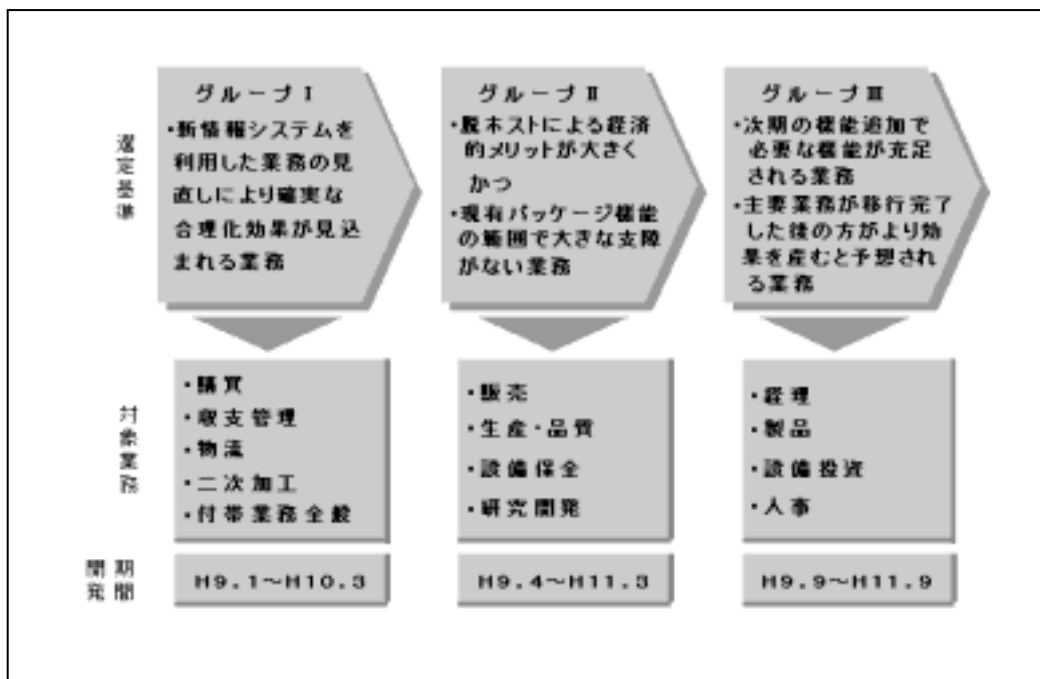 選定基準
グループⅠ
・新情報システムを
利用した業務の見
直しにより確実な
合理化効果が見込
まれる業務
グループⅡ
・脱ホストによる経済
的メリットが大きく
かつ
・現有パッケージ機能
の範囲で大きな支障
がない業務
グループⅢ
・次期の機能追加で
必要な機能が充足
される業務
・主要業務が移行完了
した後の方がより効
果を産むと予想され
る業務
対象業務
・購買
・収支管理
・物流
・二次加工
・付帯業務全般
・販売
・生産・品質
・設備保全
・研究開発
・経理
・製品
・設備投資
・人事
開発
期間
H9.1～H10.3
H9.4～H11.3
H9.9～H11.9